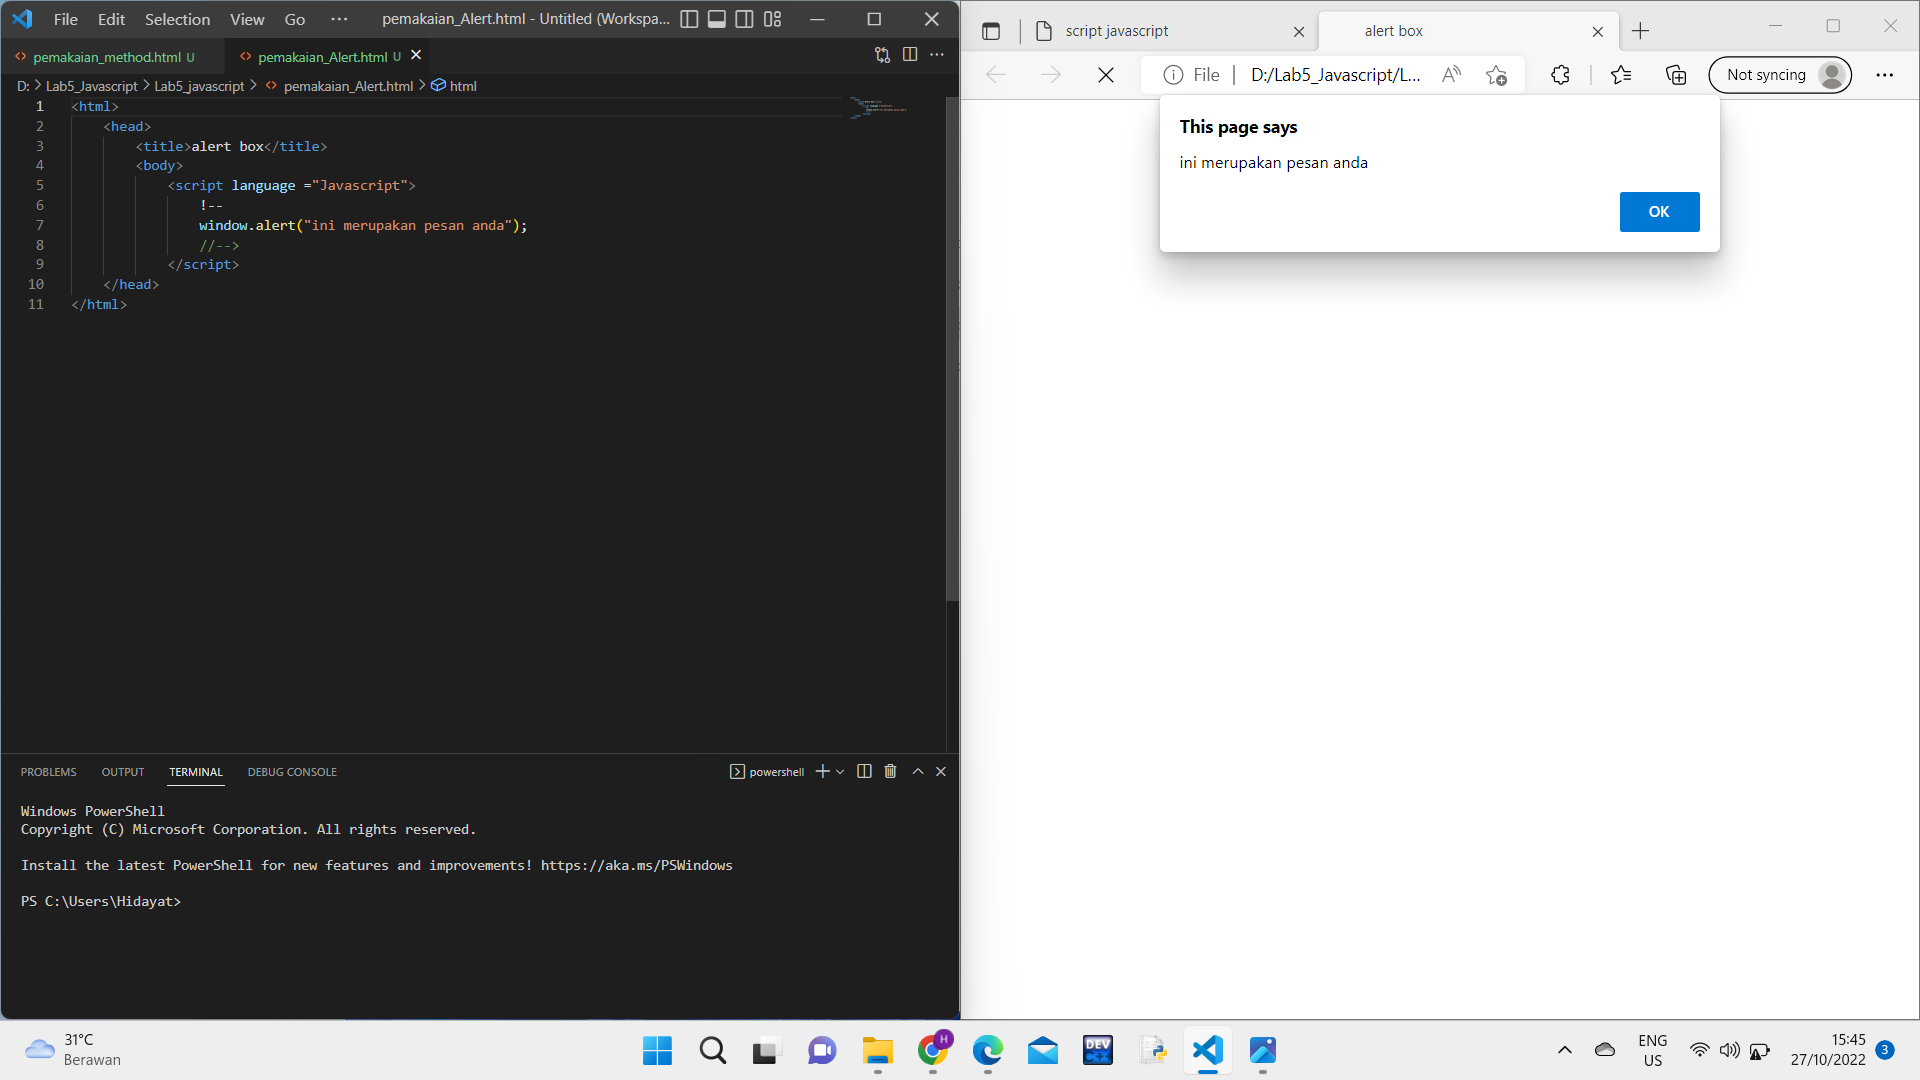 File Edit Selection View Go ··· pemakaian_Alert.html - Untitled (Workspa...
pemakaian_method.html U pemakaian_Alert.html U
D: > Lab5_Javascript > Lab5_javascript > pemakaian_Alert.html > html
1 <html>
2 <head>
3 <title>alert box</title>
4 <body>
5 <script language ="Javascript">
6 !--
7 window.alert("ini merupakan pesan anda");
8 //-->
9 </script>
10 </head>
11 </html>
PROBLEMS OUTPUT TERMINAL DEBUG CONSOLE powershell
Windows PowerShell
Copyright (C) Microsoft Corporation. All rights reserved.
Install the latest PowerShell for new features and improvements! https://aka.ms/PSWindows
PS C:\Users\Hidayat>
script javascript alert box
File D:/Lab5_Javascript/L... A Not syncing
This page says
ini merupakan pesan anda
OK
31°C
Berawan
H
DEV
C++
ENG
US
15:45
27/10/2022
3